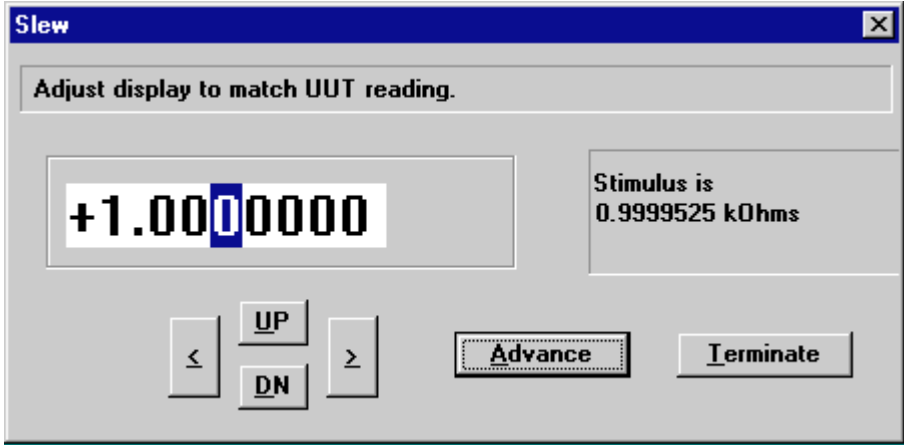 Slew
Adjust display to match UUT reading.
+1.0000000
Stimulus is
0.9999525 kOhms
<
UP
DN
>
Advance
Terminate